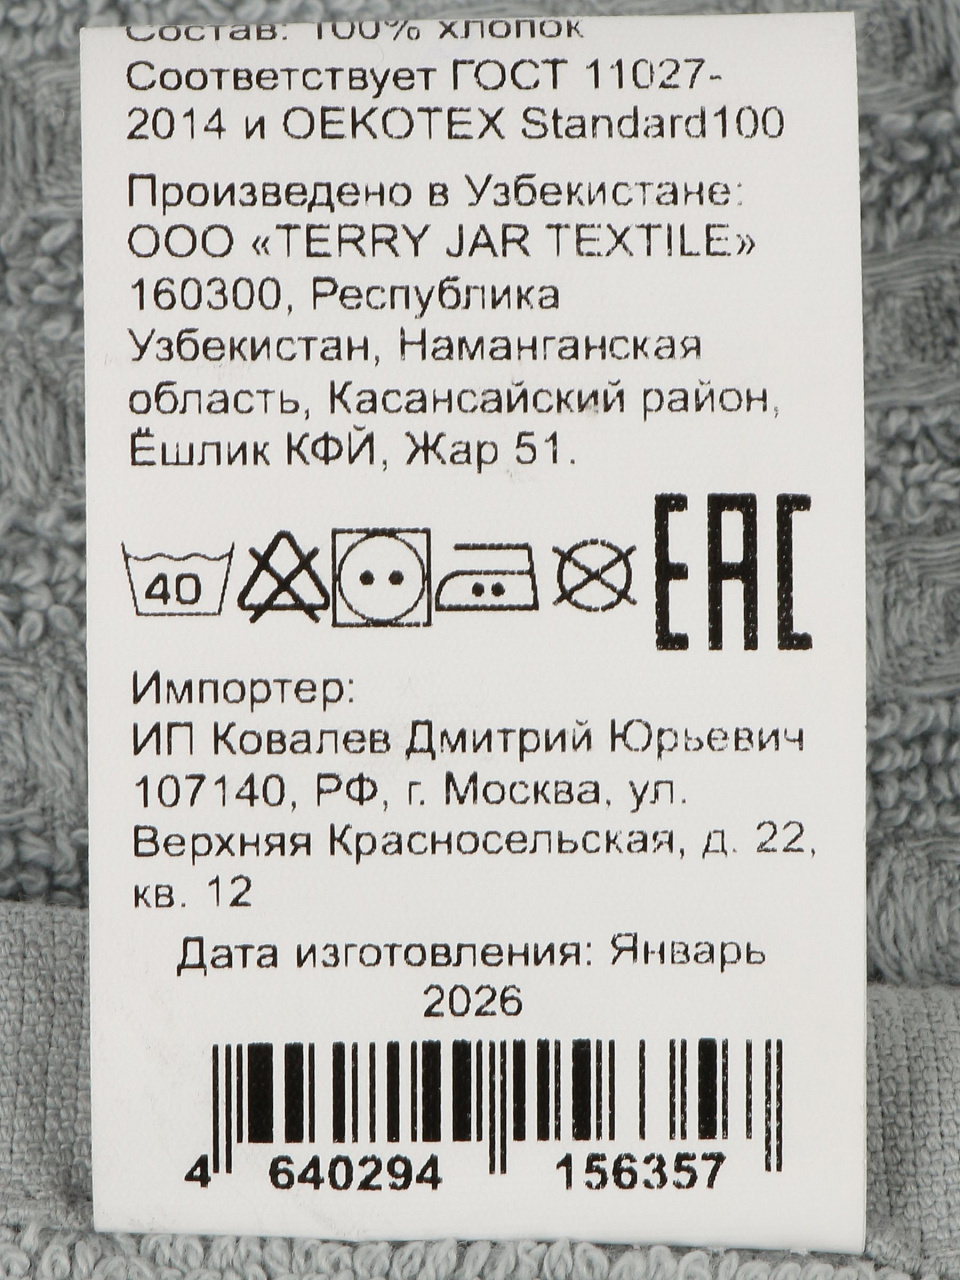 Состав: 100% хлопок
Соответствует ГОСТ 11027-
2014 и OEKOTEX Standard100
Произведено в Узбекистане:
ООО «TERRY JAR TEXTILE»
160300, Республика
Узбекистан, Наманганская
область, Касансайский район,
Ёшлик КФЙ, Жар 51.
40
EAC
Импортер:
ИП Ковалев Дмитрий Юрьевич
107140, РФ, г. Москва, ул.
Верхняя Красносельская, д. 22,
кв. 12
Дата изготовления: Январь
2026
4 640294 156357